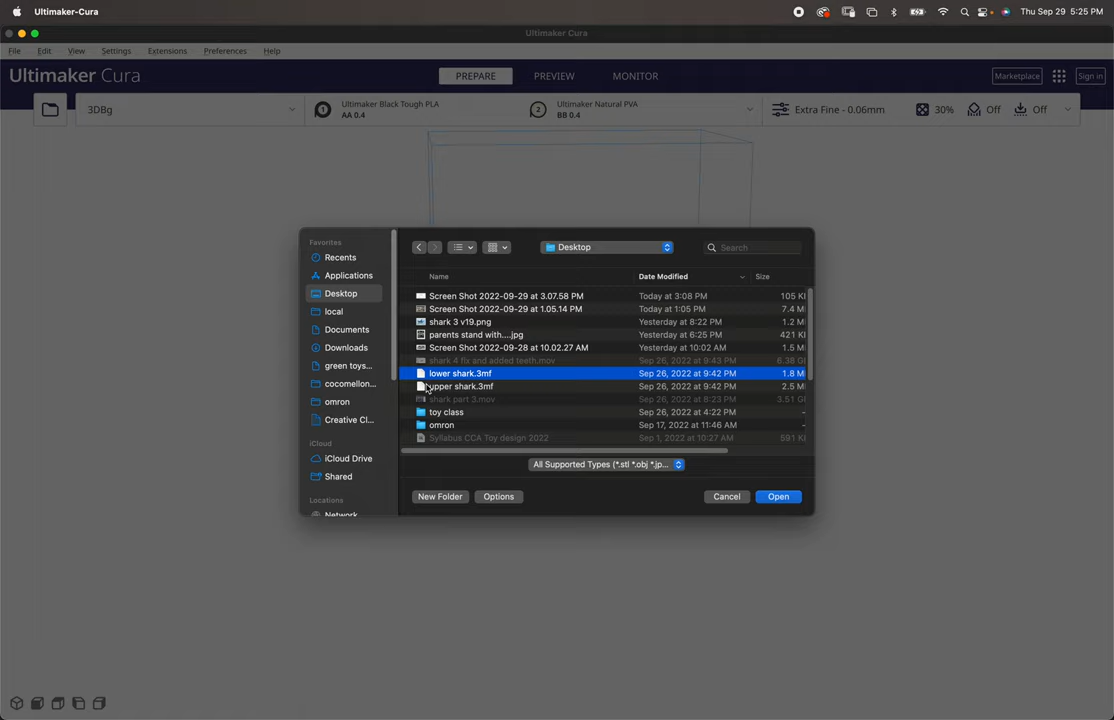 Ultimaker-Cura Thu Sep 29 5:25 PM
Ultimaker Cura
File Edit View Settings Extensions Preferences Help
Ultimaker Cura PREPARE PREVIEW MONITOR Marketplace Sign in
3DBg
1 Ultimaker Black Tough PLA
AA 0.4
2 Ultimaker Natural PVA
BB 0.4
Extra Fine - 0.06mm 30% Off Off
Favorites
Recents
Applications
Desktop
local
Documents
Downloads
green toys...
cocomellon...
omron
Creative Cl...
iCloud
iCloud Drive
Shared
Locations
Network
Desktop Search
Name Date Modified Size
Screen Shot 2022-09-29 at 3.07.58 PM Today at 3:08 PM 105 K
Screen Shot 2022-09-29 at 1.05.14 PM Today at 1:05 PM 7.4 M
shark 3 v19.png Yesterday at 8:22 PM 1.2 M
parents stand with....jpg Yesterday at 6:25 PM 421 K
Screen Shot 2022-09-28 at 10.02.27 AM Yesterday at 10:02 AM 1.5 M
shark 4 fix and added teeth.mov Sep 26, 2022 at 9:43 PM 6.38 G
lower shark.3mf Sep 26, 2022 at 9:42 PM 1.8 M
upper shark.3mf Sep 26, 2022 at 9:42 PM 2.5 M
shark part 3.mov Sep 26, 2022 at 8:23 PM 3.51 G
toy class Sep 26, 2022 at 4:22 PM -
omron Sep 17, 2022 at 11:46 AM -
Syllabus CCA Toy design 2022 Sep 1, 2022 at 10:27 AM 591 K
All Supported Types (*.stl *.obj *.jp...
New Folder Options Cancel Open